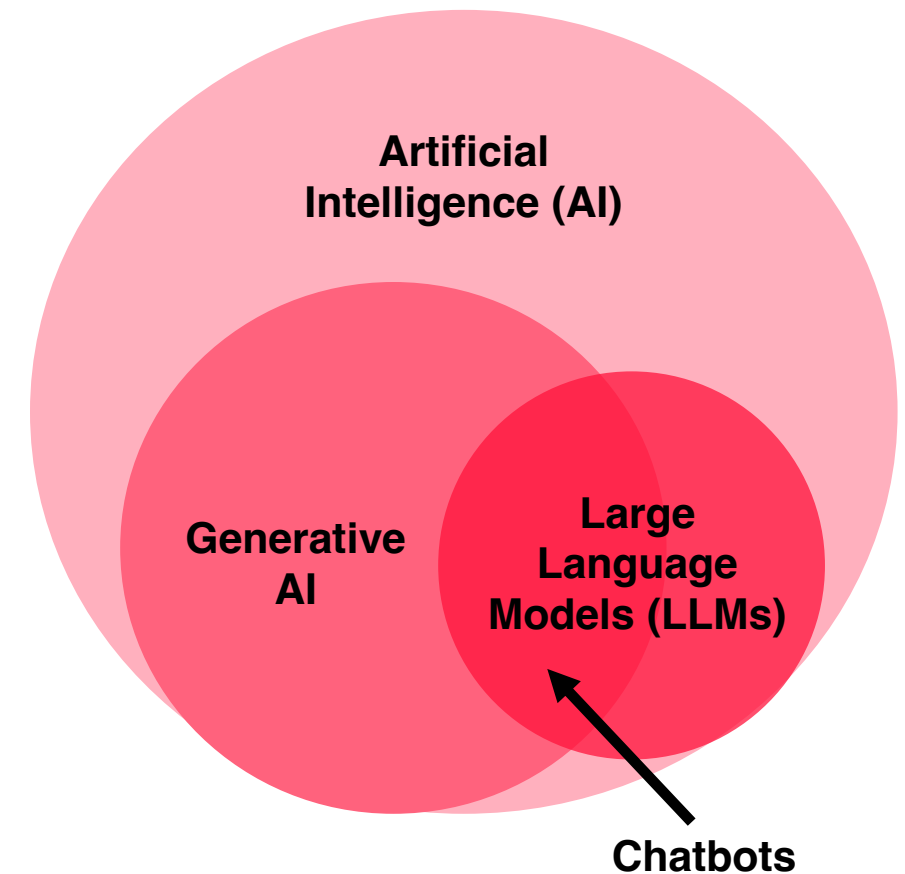 Artificial
Intelligence (AI)
Generative
AI
Large
Language
Models (LLMs)
Chatbots